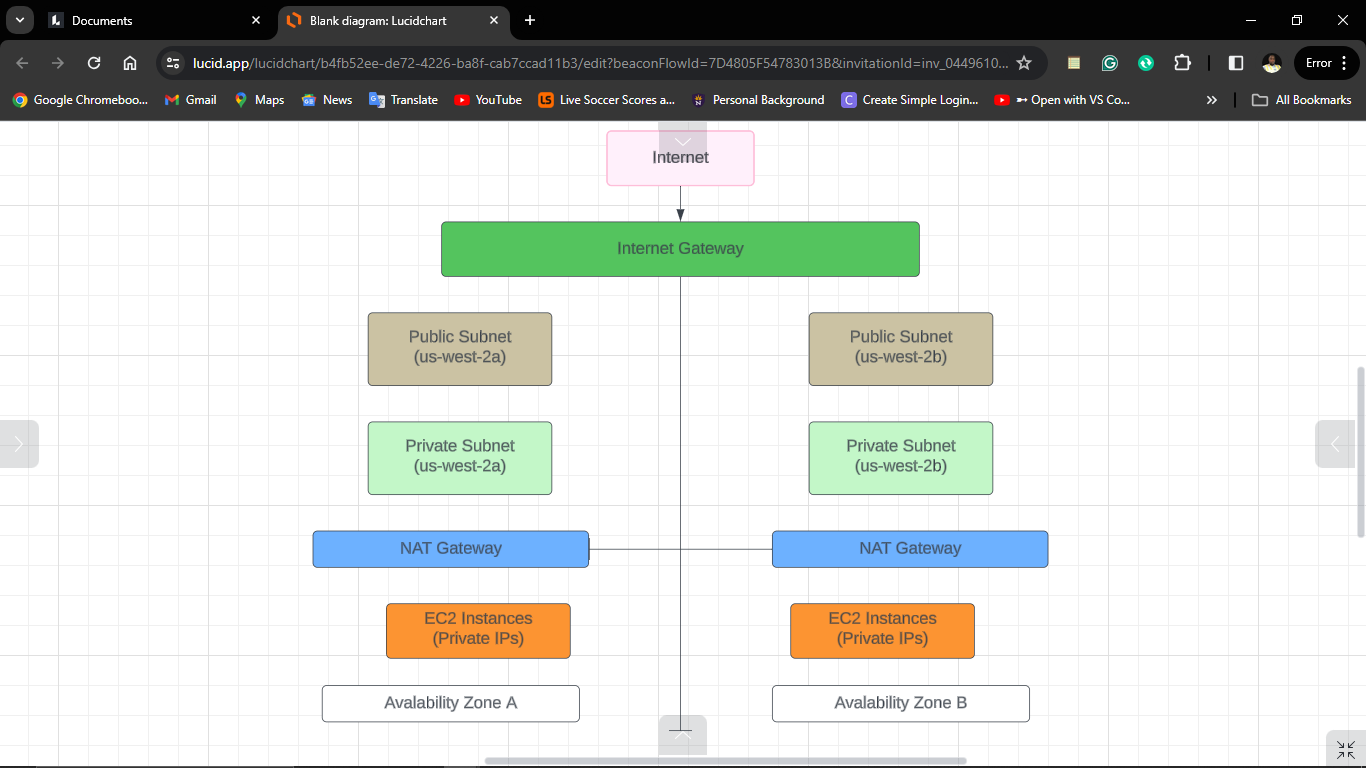 Documents
Blank diagram: Lucidchart
lucid.app/lucidchart/b4fb52ee-de72-4226-ba8f-cab7ccad11b3/edit?beaconFlowId=7D4805F54783013B&invitationId=inv_0449610...
Error
Google Chromeboo...
Gmail
Maps
News
Translate
YouTube
LS
Live Soccer Scores a...
Personal Background
C
Create Simple Login...
➳ Open with VS Co...
»
All Bookmarks
Internet
Internet Gateway
Public Subnet
(us-west-2a)
Public Subnet
(us-west-2b)
Private Subnet
(us-west-2a)
Private Subnet
(us-west-2b)
NAT Gateway
NAT Gateway
EC2 Instances
(Private IPs)
EC2 Instances
(Private IPs)
Avalability Zone A
Avalability Zone B